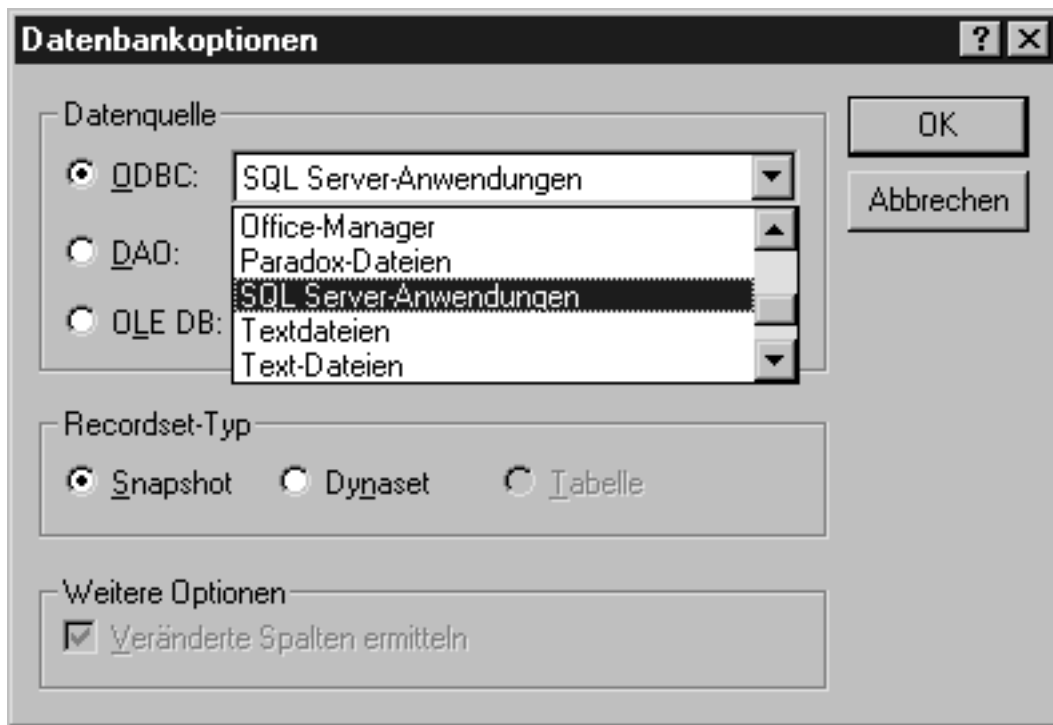 Datenbankoptionen
Datenquelle
OK
ODBC: SQL Server-Anwendungen
Abbrechen
Office-Manager
DAO: Paradox-Dateien
SQL Server-Anwendungen
OLE DB: Textdateien
Text-Dateien
Recordset-Typ
Snapshot Dynaset Tabelle
Weitere Optionen
Veränderte Spalten ermitteln